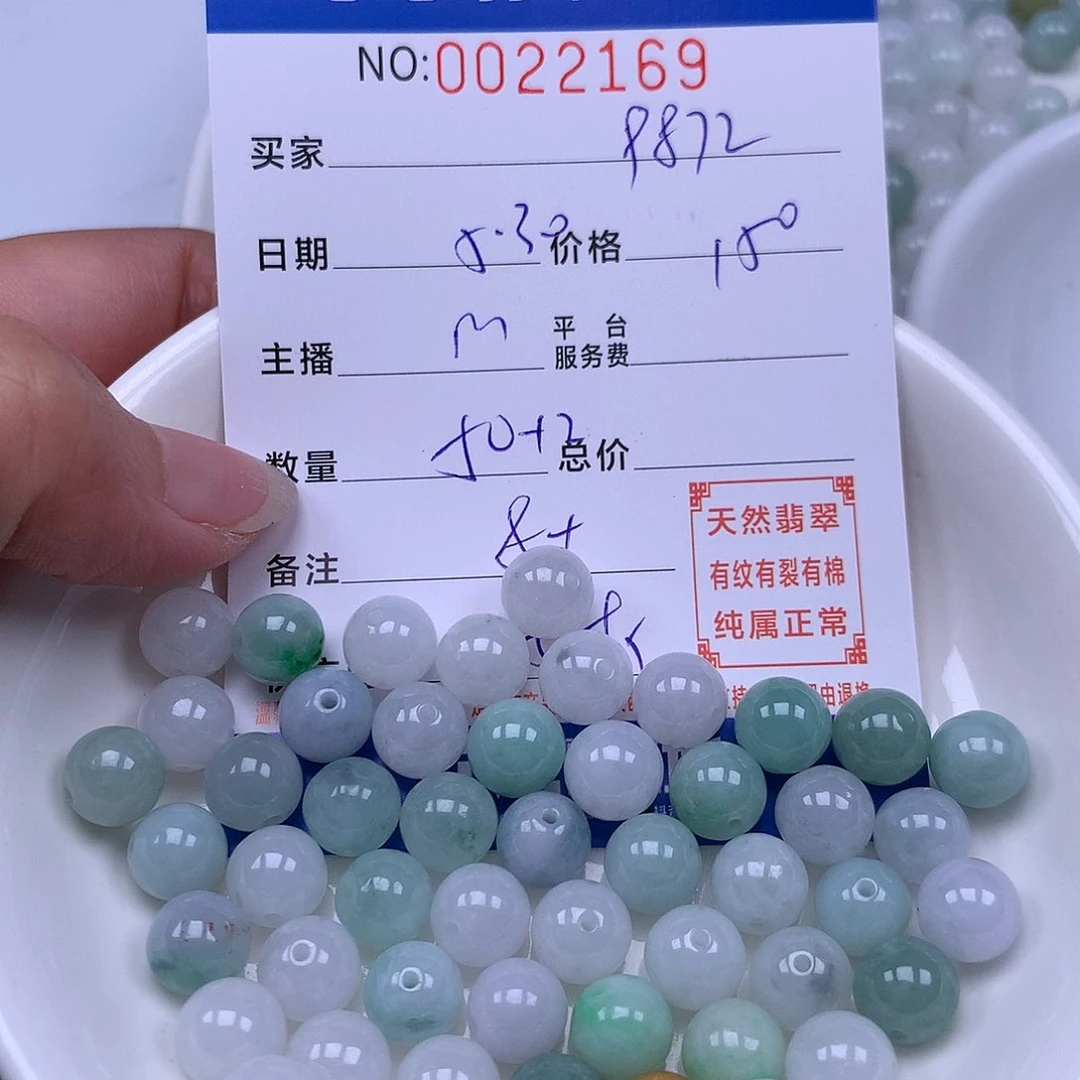 NO:0022169
买家 8872
日期 5.30 价格 150
主播 M 平台服务费
数量 50+2 总价
备注 8+
天然翡翠
有纹有裂有棉
纯属正常